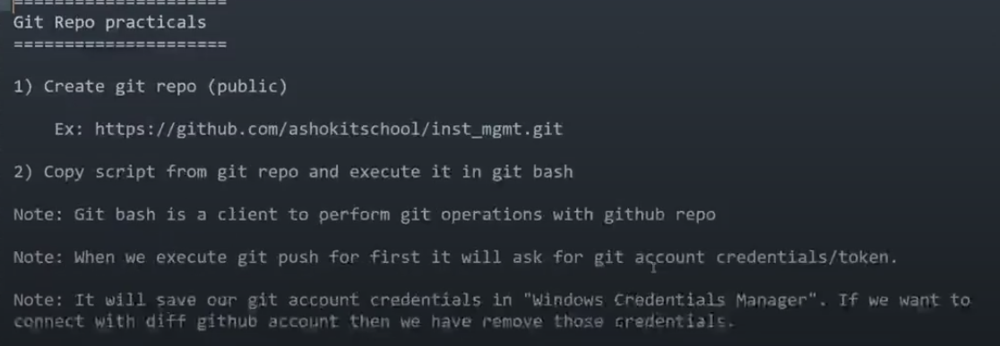 ======================
Git Repo practicals
======================
1) Create git repo (public)
Ex: https://github.com/ashokitschool/inst_mgmt.git
2) Copy script from git repo and execute it in git bash
Note: Git bash is a client to perform git operations with github repo
Note: When we execute git push for first it will ask for git account credentials/token.
Note: It will save our git account credentials in "Windows Credentials Manager". If we want to
connect with diff github account then we have remove those credentials.